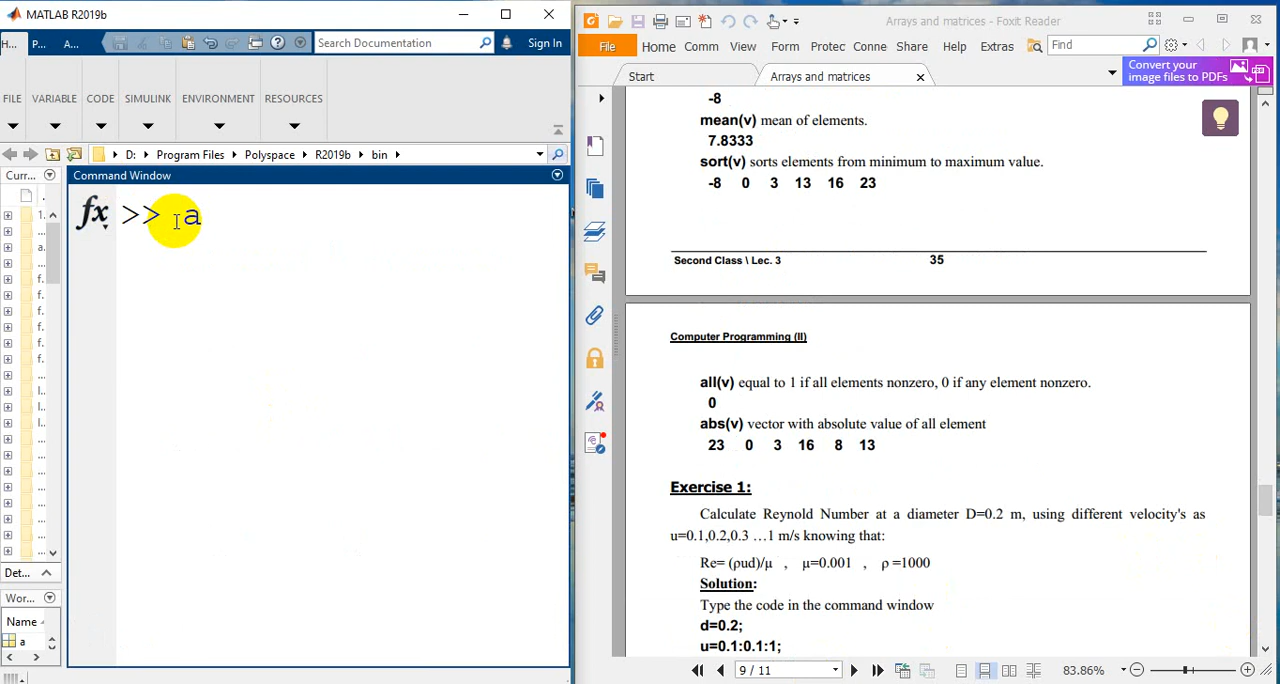 MATLAB R2019b
H...
P...
A...
Search Documentation
Sign In
FILE
VARIABLE
CODE
SIMULINK
ENVIRONMENT
RESOURCES
D:
Program Files
Polyspace
R2019b
bin
Curr...
Command Window
fx >> a
Det...
Wor...
Name
a
Arrays and matrices - Foxit Reader
File
Home
Comm
View
Form
Protec
Conne
Share
Help
Extras
Find
Start
Arrays and matrices
Convert your
image files to PDFs
-8
mean(v) mean of elements.
7.8333
sort(v) sorts elements from minimum to maximum value.
-8 0 3 13 16 23
Second Class \ Lec. 3
35
Computer Programming (II)
all(v) equal to 1 if all elements nonzero, 0 if any element nonzero.
0
abs(v) vector with absolute value of all element
23 0 3 16 8 13
Exercise 1:
Calculate Reynold Number at a diameter D=0.2 m, using different velocity's as
u=0.1,0.2,0.3 …1 m/s knowing that:
Re= (ρud)/μ , μ=0.001 , ρ =1000
Solution:
Type the code in the command window
d=0.2;
u=0.1:0.1:1;
9 / 11
83.86%